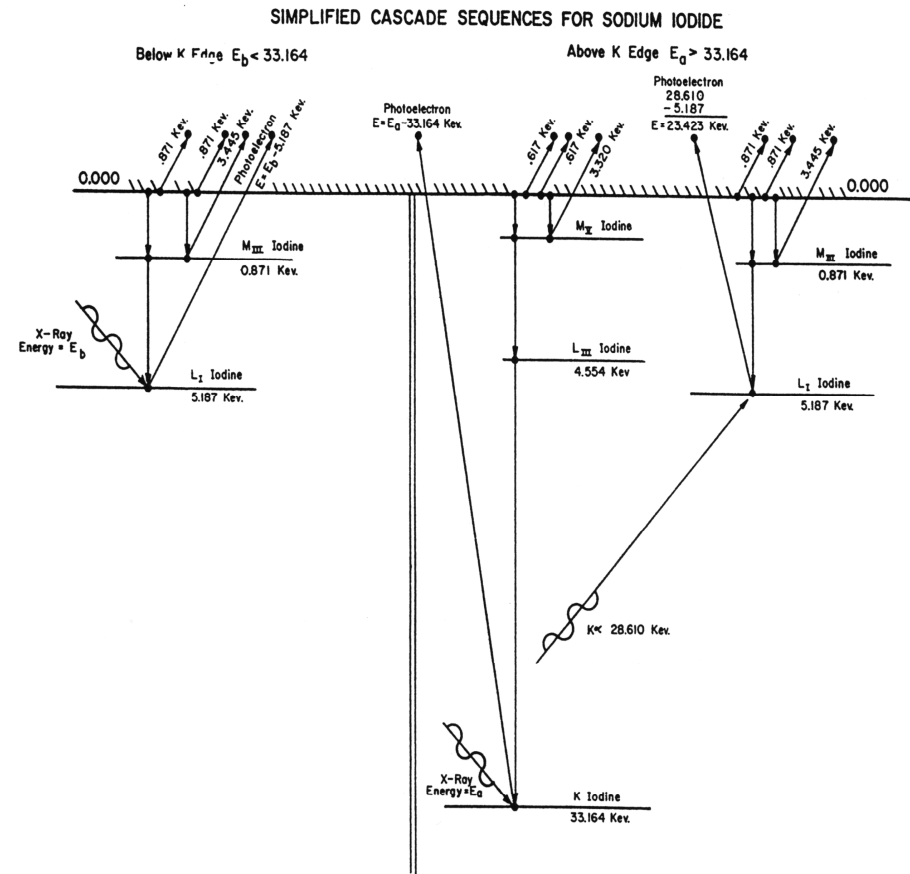 SIMPLIFIED CASCADE SEQUENCES FOR SODIUM IODIDE
Below K Edge E_b < 33.164
Above K Edge E_a > 33.164
.871 Kev.
.871 Kev.
3.445 Kev.
Photoelectron
E=E_b-5.187 Kev.
0.000
M_III Iodine
0.871 Kev.
X-Ray
Energy = E_b
L_I Iodine
5.187 Kev.
Photoelectron
E=E_a-33.164 Kev.
.617 Kev.
.617 Kev.
3.320 Kev.
M_V Iodine
L_III Iodine
4.554 Kev
X-Ray
Energy=E_a
K Iodine
33.164 Kev.
Photoelectron
28.610
- 5.187
E=23.423 Kev.
.871 Kev.
.871 Kev.
3.445 Kev.
0.000
M_III Iodine
0.871 Kev.
L_I Iodine
5.187 Kev.
K∝ 28.610 Kev.